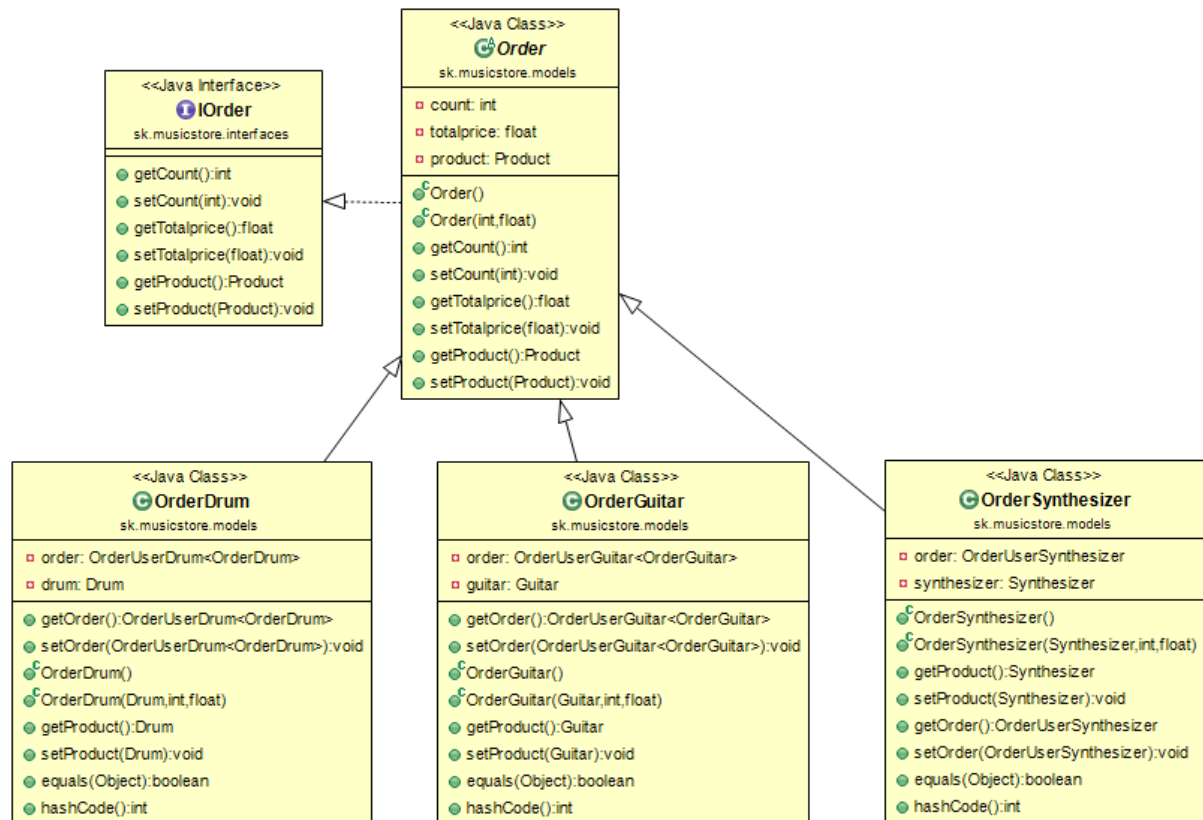 <<Java Class>>
Order
sk.musicstore.models
count: int
totalprice: float
product: Product
Order()
Order(int,float)
getCount():int
setCount(int):void
getTotalprice():float
setTotalprice(float):void
getProduct():Product
setProduct(Product):void
<<Java Interface>>
IOrder
sk.musicstore.interfaces
getCount():int
setCount(int):void
getTotalprice():float
setTotalprice(float):void
getProduct():Product
setProduct(Product):void
<<Java Class>>
OrderDrum
sk.musicstore.models
order: OrderUserDrum<OrderDrum>
drum: Drum
getOrder():OrderUserDrum<OrderDrum>
setOrder(OrderUserDrum<OrderDrum>):void
OrderDrum()
OrderDrum(Drum,int,float)
getProduct():Drum
setProduct(Drum):void
equals(Object):boolean
hashCode():int
<<Java Class>>
OrderGuitar
sk.musicstore.models
order: OrderUserGuitar<OrderGuitar>
guitar: Guitar
getOrder():OrderUserGuitar<OrderGuitar>
setOrder(OrderUserGuitar<OrderGuitar>):void
OrderGuitar()
OrderGuitar(Guitar,int,float)
getProduct():Guitar
setProduct(Guitar):void
equals(Object):boolean
hashCode():int
<<Java Class>>
OrderSynthesizer
sk.musicstore.models
order: OrderUserSynthesizer
synthesizer: Synthesizer
OrderSynthesizer()
OrderSynthesizer(Synthesizer,int,float)
getProduct():Synthesizer
setProduct(Synthesizer):void
getOrder():OrderUserSynthesizer
setOrder(OrderUserSynthesizer):void
equals(Object):boolean
hashCode():int